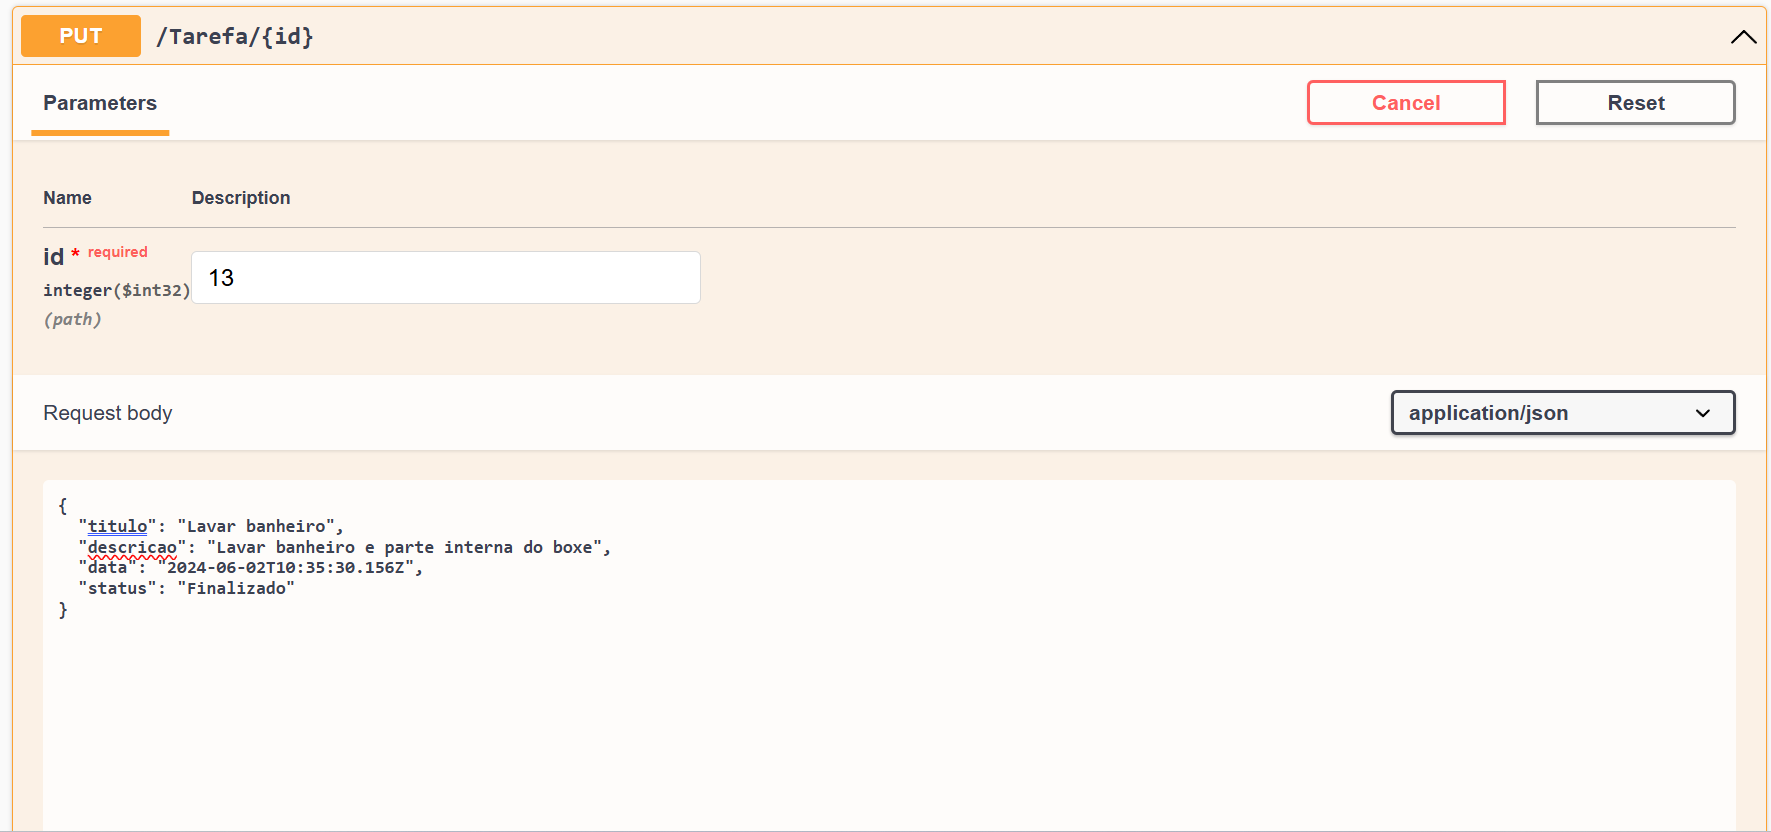 PUT /Tarefa/{id}
Parameters
Cancel
Reset
Name Description
id * required
integer($int32)
(path)
13
Request body
application/json
{
  "titulo": "Lavar banheiro",
  "descricao": "Lavar banheiro e parte interna do boxe",
  "data": "2024-06-02T10:35:30.156Z",
  "status": "Finalizado"
}